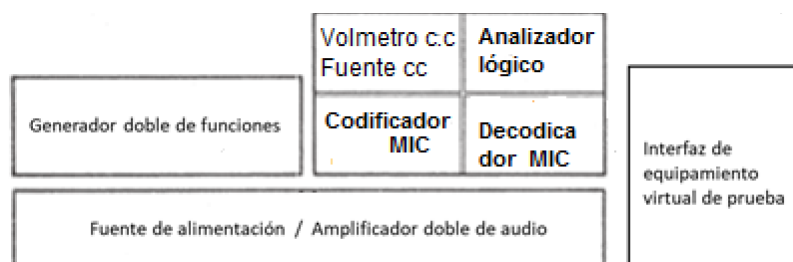 Volmetro c.c
Fuente cc
Analizador
lógico
Generador doble de funciones
Codificador
MIC
Decodica
dor MIC
Interfaz de
equipamiento
virtual de prueba
Fuente de alimentación / Amplificador doble de audio